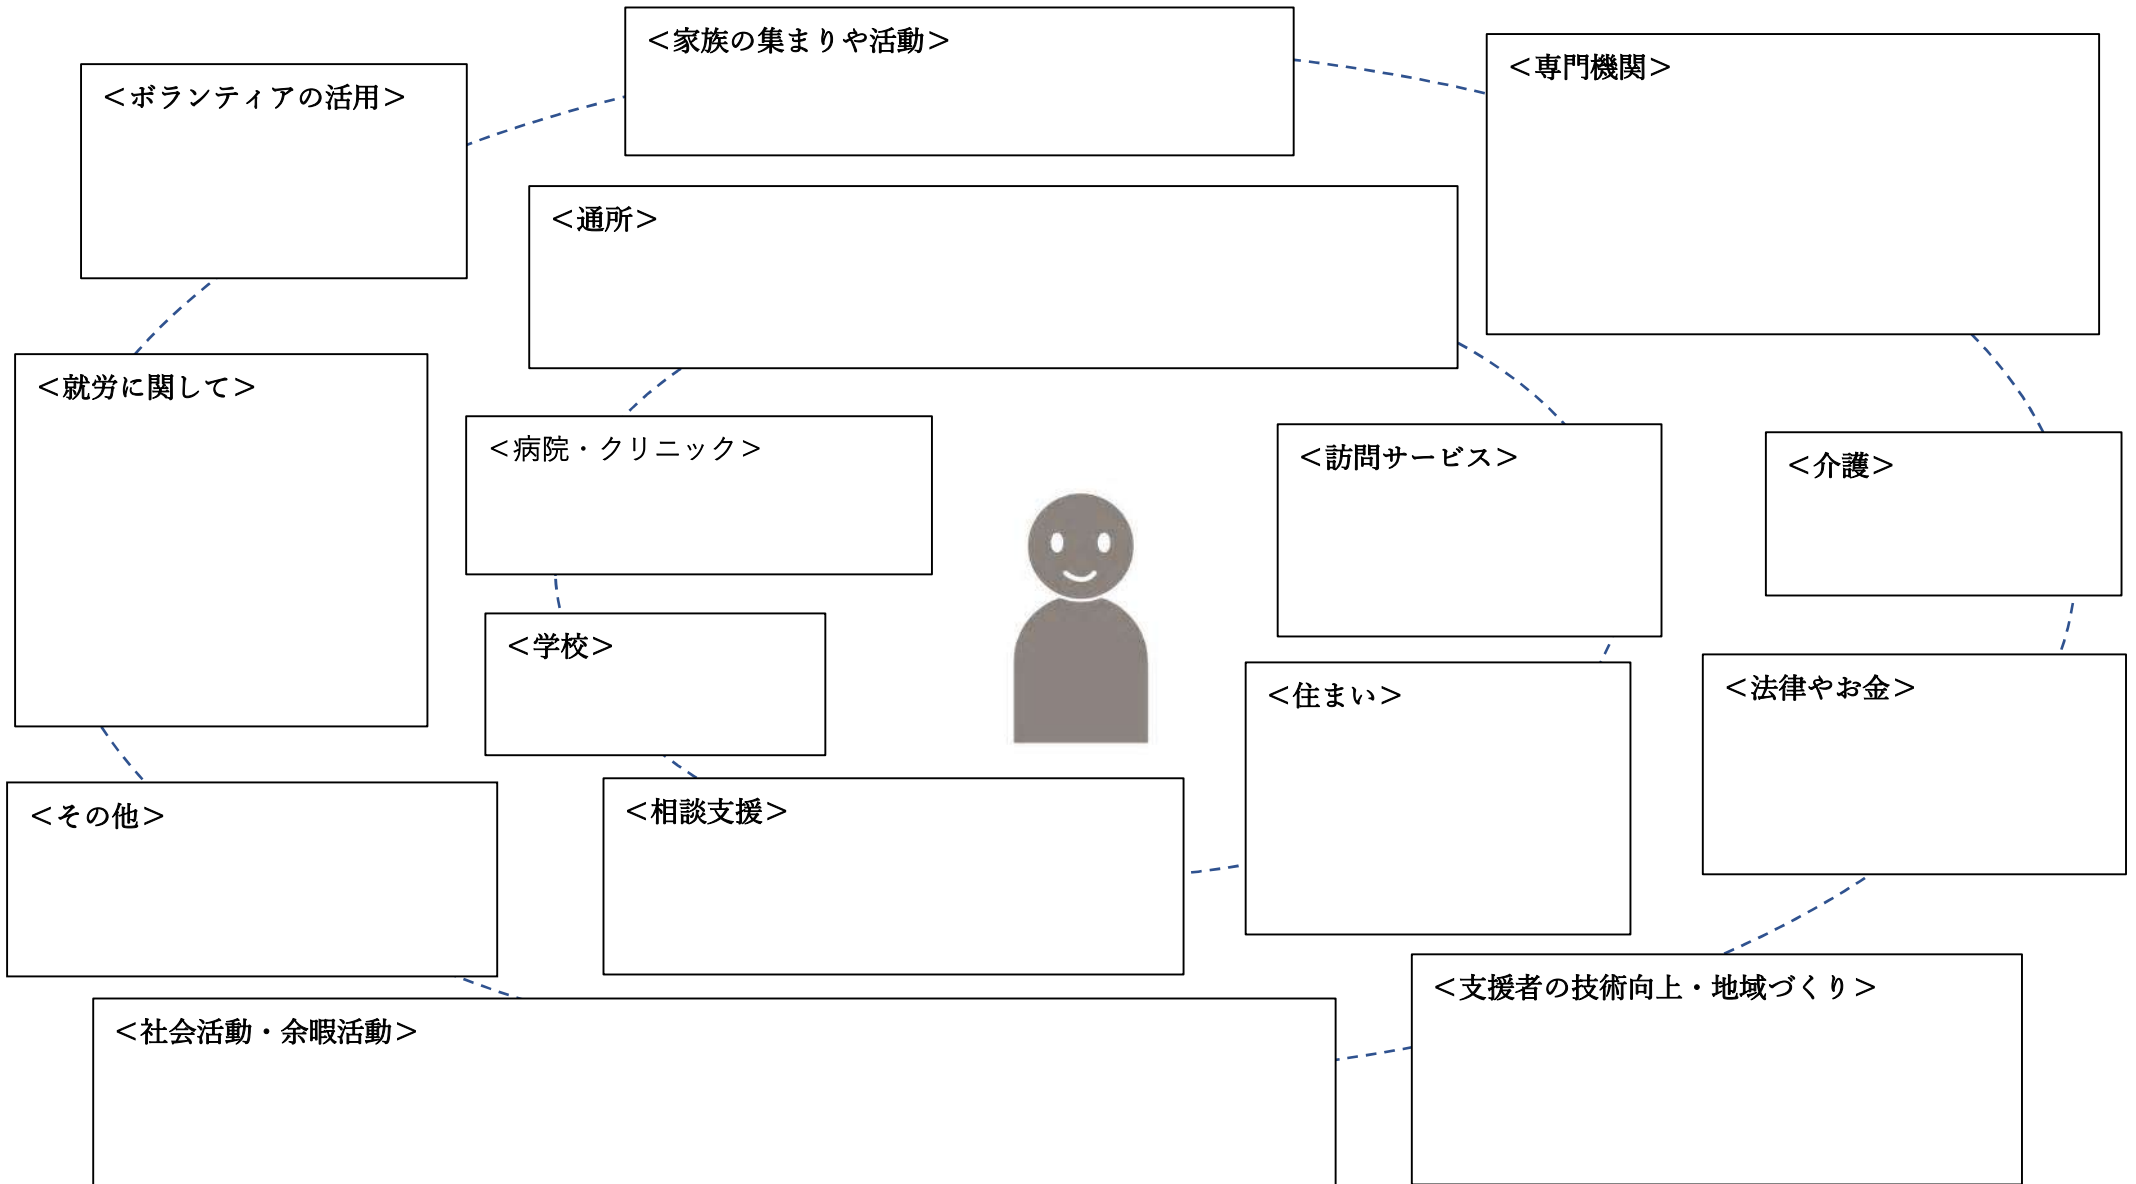 ＜家族の集まりや活動＞
＜専門機関＞
＜ボランティアの活用＞
＜通所＞
＜就労に関して＞
＜病院・クリニック＞
＜訪問サービス＞
＜介護＞
＜学校＞
＜住まい＞
＜法律やお金＞
＜その他＞
＜相談支援＞
＜支援者の技術向上・地域づくり＞
＜社会活動・余暇活動＞